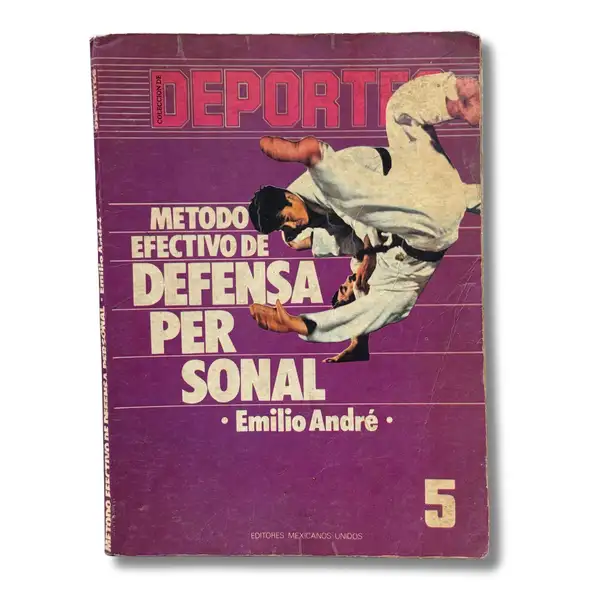 COLECCION DE
DEPORTES
METODO
EFECTIVO DE
DEFENSA
PER
SONAL
· Emilio André ·
5
EDITORES MEXICANOS UNIDOS
DEPORTES
METODO EFECTIVO DE DEFENSA PERSONAL · Emilio André ·